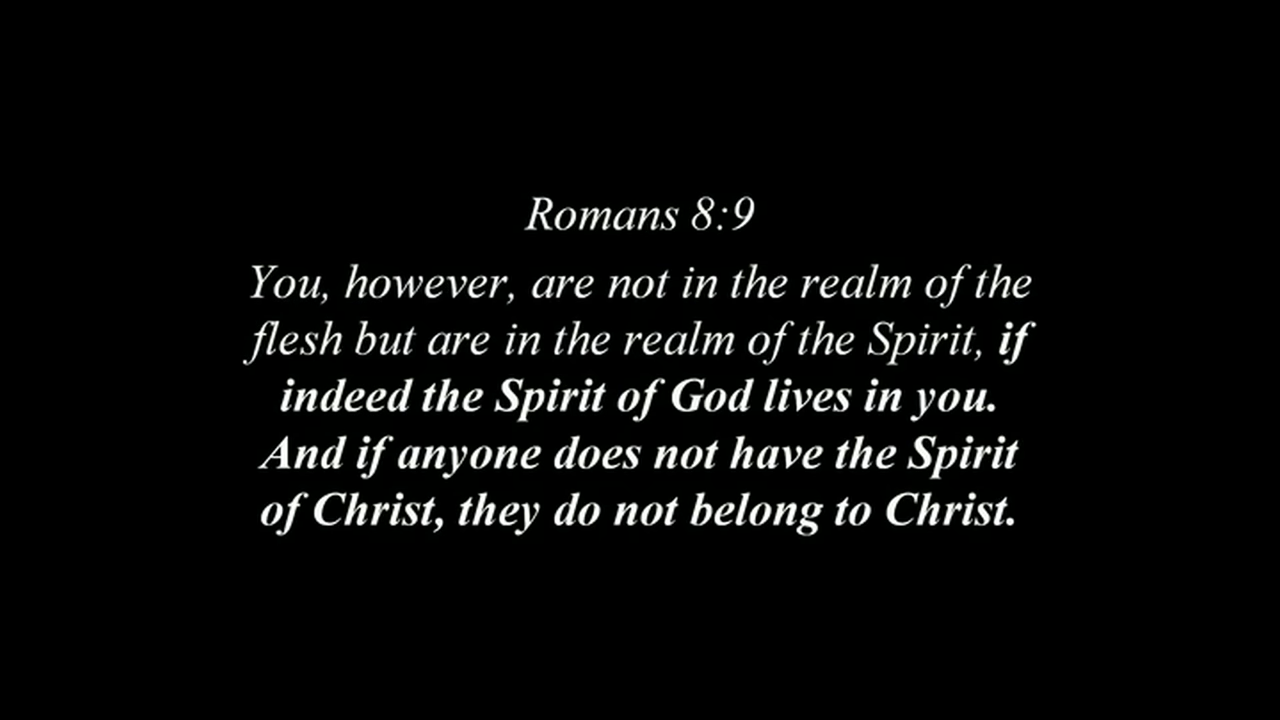 Romans 8:9
You, however, are not in the realm of the
flesh but are in the realm of the Spirit, if
indeed the Spirit of God lives in you.
And if anyone does not have the Spirit
of Christ, they do not belong to Christ.